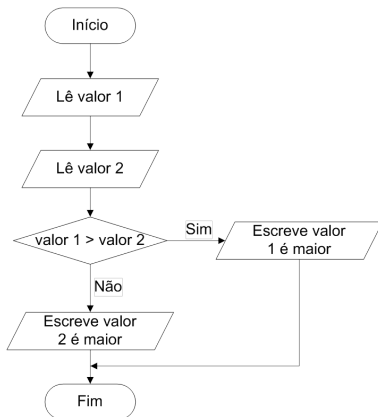 Início
Lê valor 1
Lê valor 2
valor 1 > valor 2
Sim
Escreve valor
1 é maior
Não
Escreve valor
2 é maior
Fim